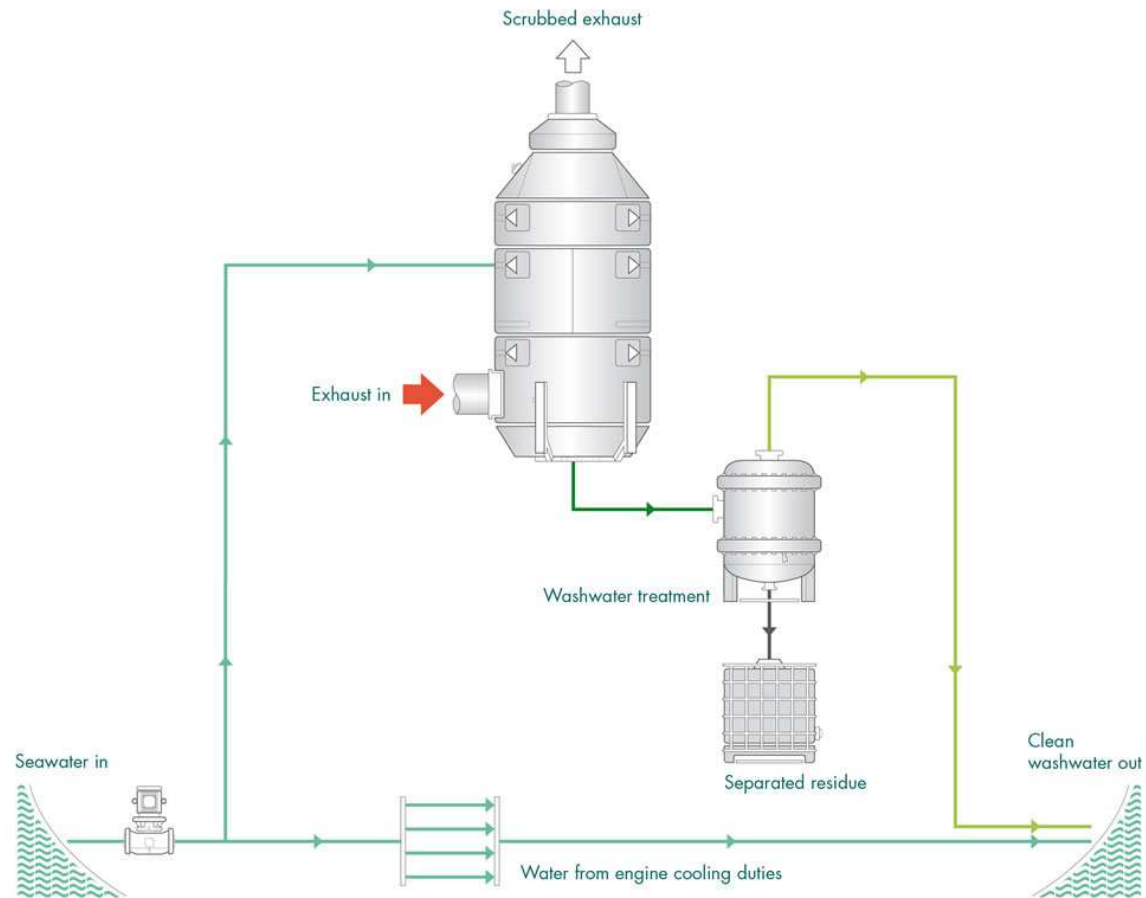 Scrubbed exhaust
Exhaust in
Washwater treatment
Seawater in
Separated residue
Clean
washwater out
Water from engine cooling duties